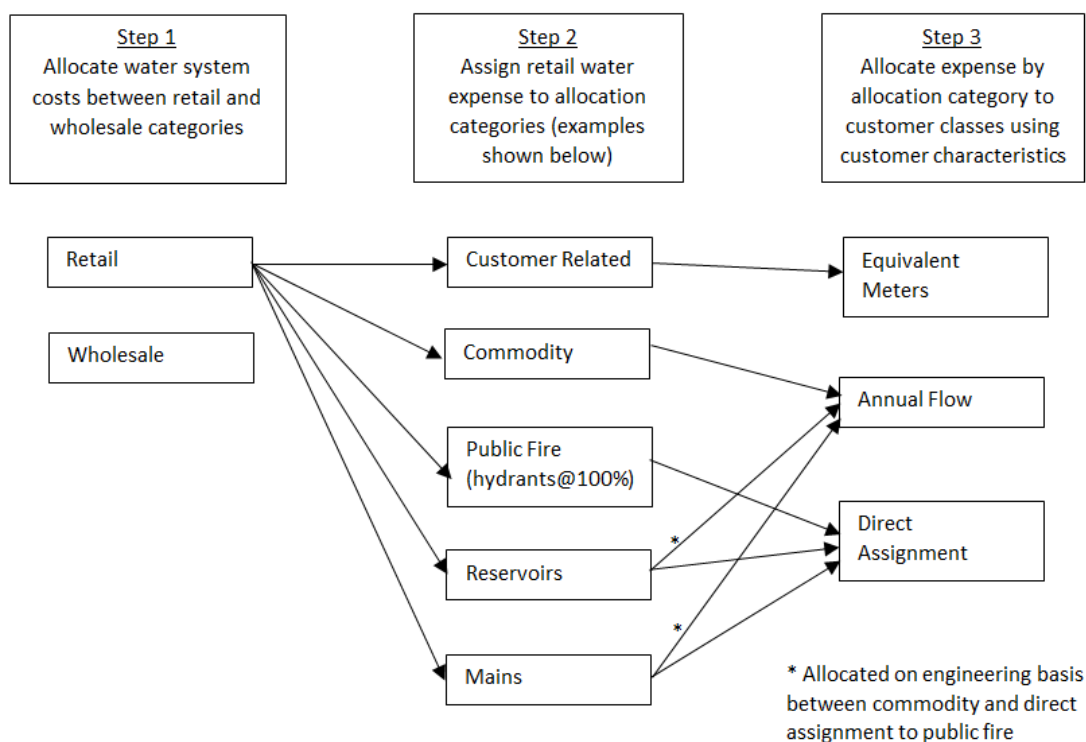 Step 1
Allocate water system
costs between retail and
wholesale categories
Step 2
Assign retail water
expense to allocation
categories (examples
shown below)
Step 3
Allocate expense by
allocation category to
customer classes using
customer characteristics
Retail
Wholesale
Customer Related
Commodity
Public Fire
(hydrants@100%)
Reservoirs
Mains
Equivalent
Meters
Annual Flow
Direct
Assignment
*
*
* Allocated on engineering basis
between commodity and direct
assignment to public fire